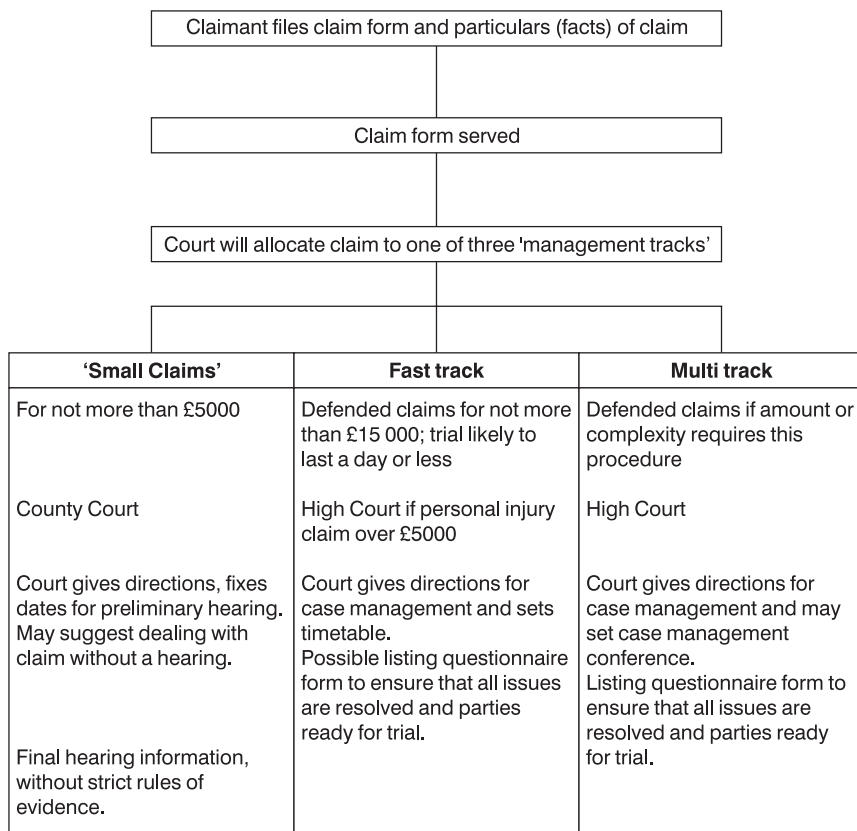 Claimant files claim form and particulars (facts) of claim
Claim form served
Court will allocate claim to one of three 'management tracks'
‘Small Claims’
For not more than £5000
County Court
Court gives directions, fixes
dates for preliminary hearing.
May suggest dealing with
claim without a hearing.
Final hearing information,
without strict rules of
evidence.
Fast track
Defended claims for not more
than £15 000; trial likely to
last a day or less
High Court if personal injury
claim over £5000
Court gives directions for
case management and sets
timetable.
Possible listing questionnaire
form to ensure that all issues
are resolved and parties
ready for trial.
Multi track
Defended claims if amount or
complexity requires this
procedure
High Court
Court gives directions for
case management and may
set case management
conference.
Listing questionnaire form to
ensure that all issues are
resolved and parties ready
for trial.